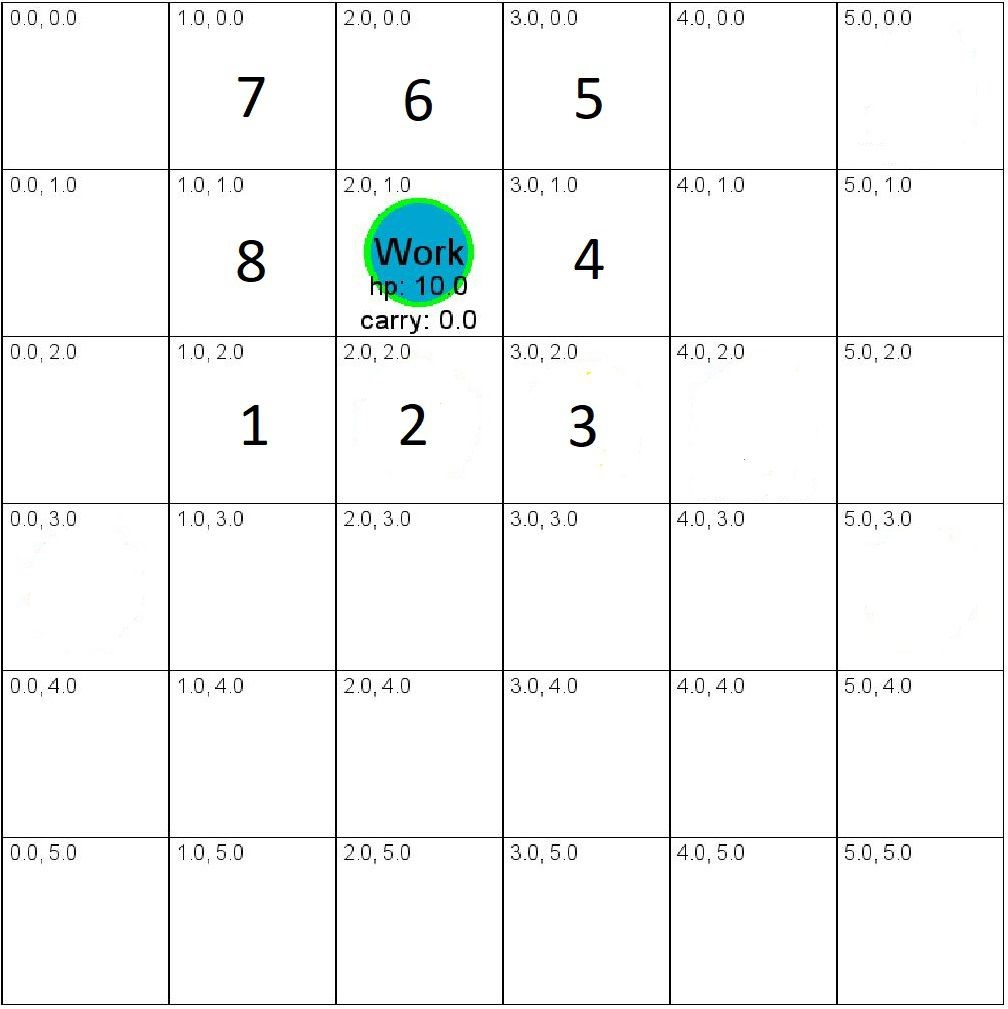 0.0, 0.0 1.0, 0.0 2.0, 0.0 3.0, 0.0 4.0, 0.0 5.0, 0.0
7 6 5
0.0, 1.0 1.0, 1.0 2.0, 1.0 3.0, 1.0 4.0, 1.0 5.0, 1.0
8 Work 4
hp: 10.0
carry: 0.0
0.0, 2.0 1.0, 2.0 2.0, 2.0 3.0, 2.0 4.0, 2.0 5.0, 2.0
1 2 3
0.0, 3.0 1.0, 3.0 2.0, 3.0 3.0, 3.0 4.0, 3.0 5.0, 3.0
0.0, 4.0 1.0, 4.0 2.0, 4.0 3.0, 4.0 4.0, 4.0 5.0, 4.0
0.0, 5.0 1.0, 5.0 2.0, 5.0 3.0, 5.0 4.0, 5.0 5.0, 5.0